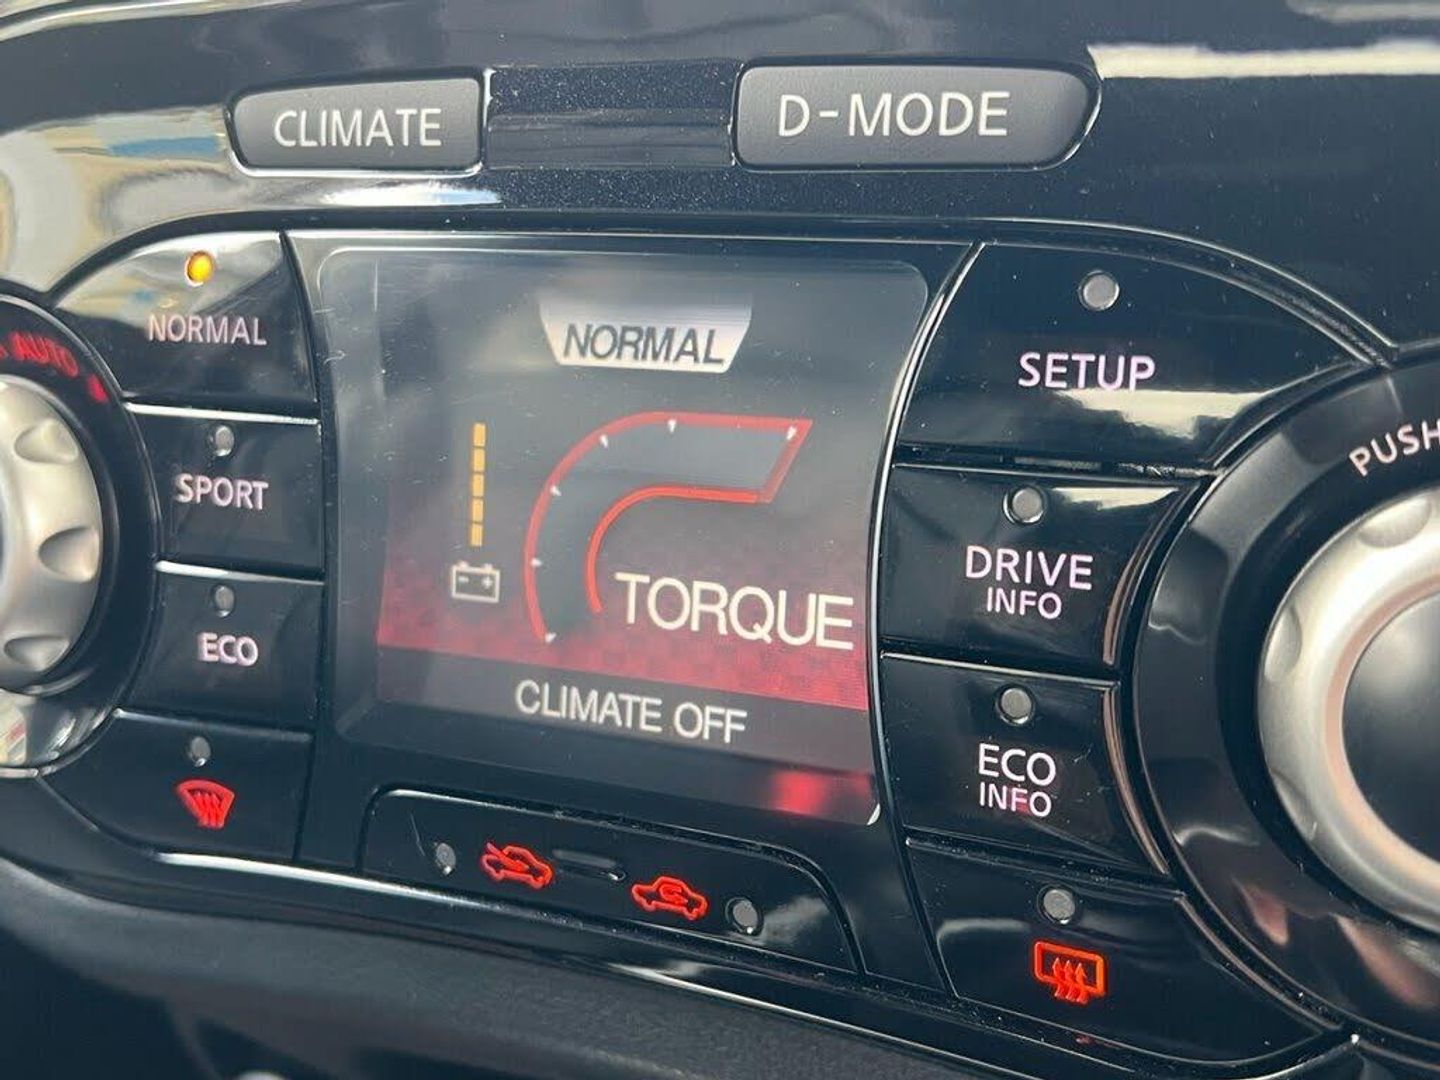 CLIMATE
D-MODE
NORMAL
NORMAL
SETUP
AUTO
PUSH
SPORT
DRIVE
INFO
TORQUE
ECO
CLIMATE OFF
ECO
INFO